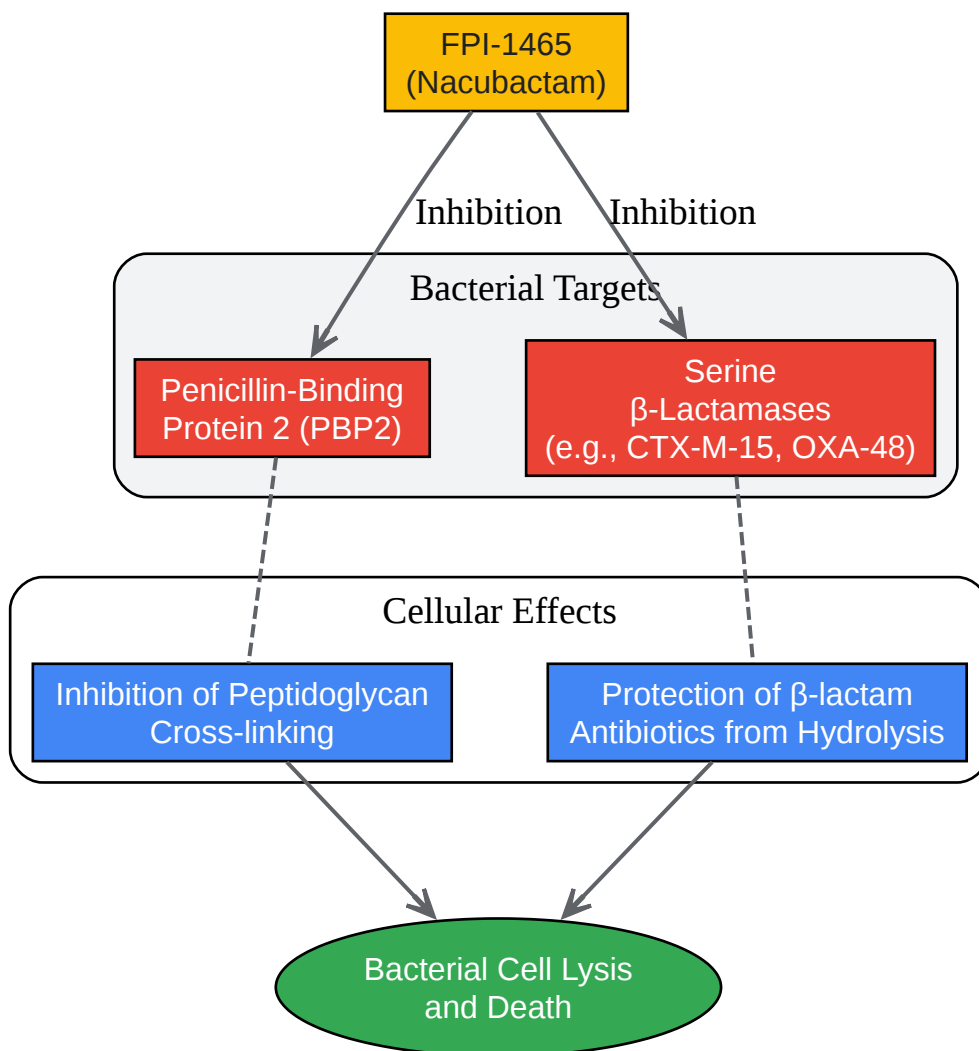 FPI-1465
(Nacubactam)
Inhibition
Inhibition
Bacterial Targets
Penicillin-Binding
Protein 2 (PBP2)
Serine
β-Lactamases
(e.g., CTX-M-15, OXA-48)
Cellular Effects
Inhibition of Peptidoglycan
Cross-linking
Protection of β-lactam
Antibiotics from Hydrolysis
Bacterial Cell Lysis
and Death